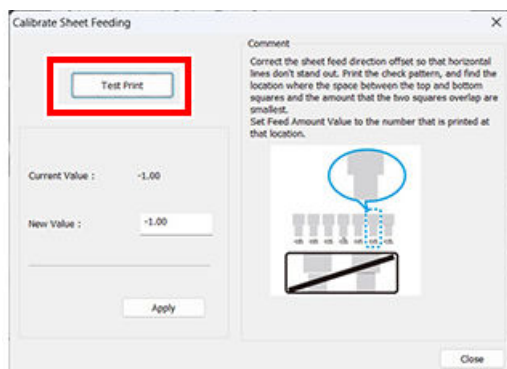 Calibrate Sheet Feeding
Test Print
Current Value :
-1.00
New Value :
-1.00
Apply
Comment
Correct the sheet feed direction offset so that horizontal
lines don't stand out. Print the check pattern, and find the
location where the space between the top and bottom
squares and the amount that the two squares overlap are
smallest.
Set Feed Amount Value to the number that is printed at
that location.
Close